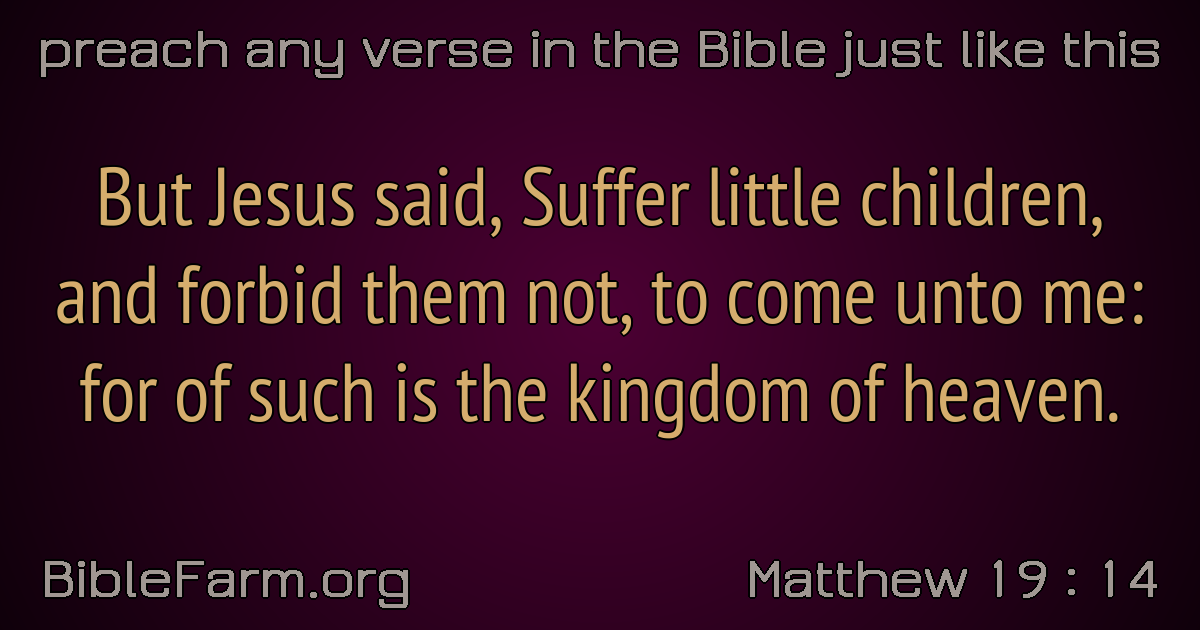 preach any verse in the Bible just like this
But Jesus said, Suffer little children,
and forbid them not, to come unto me:
for of such is the kingdom of heaven.
BibleFarm.org
Matthew 19 : 14